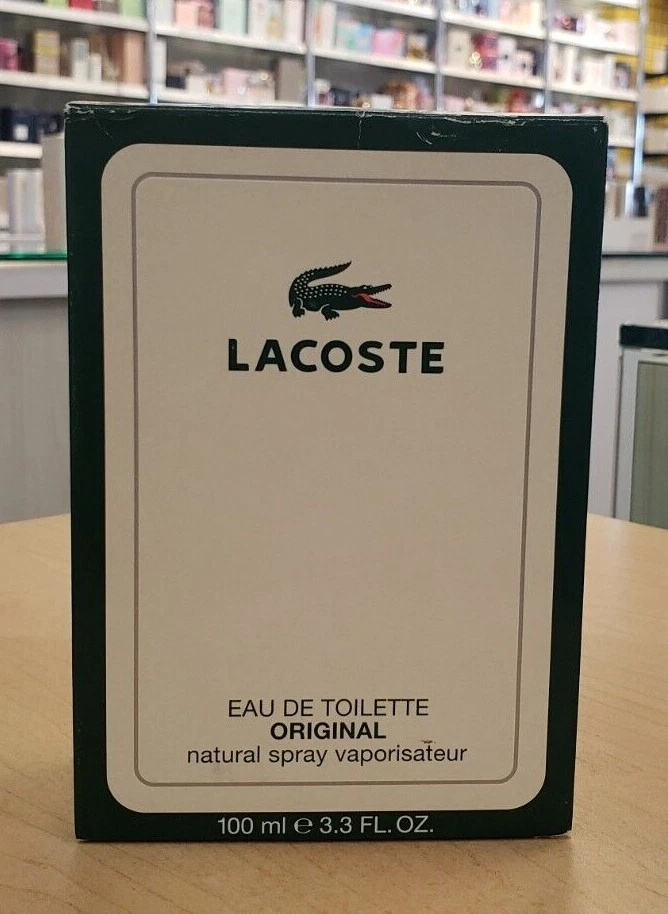 LACOSTE
EAU DE TOILETTE
ORIGINAL
natural spray vaporisateur
100 ml ℮ 3.3 FL. OZ.